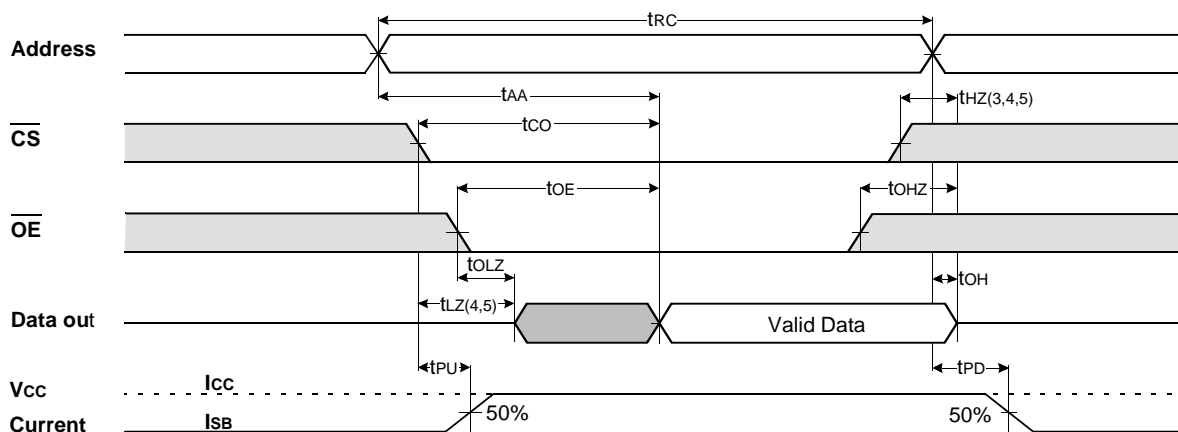 tRC
Address
tAA
tHZ(3,4,5)
CS
tCO
tOE
tOHZ
OE
tOLZ
tOH
tLZ(4,5)
Data out
Valid Data
tPU
tPD
VCC
ICC
50%
50%
Current
ISB